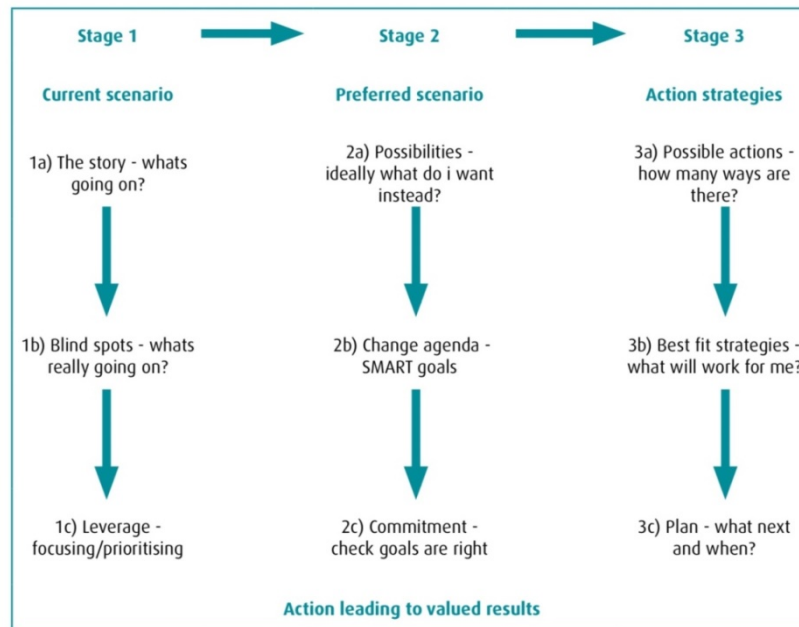 Stage 1
Stage 2
Stage 3
Current scenario
Preferred scenario
Action strategies
1a) The story - whats
going on?
2a) Possibilities -
ideally what do i want
instead?
3a) Possible actions -
how many ways are
there?
1b) Blind spots - whats
really going on?
2b) Change agenda -
SMART goals
3b) Best fit strategies -
what will work for me?
1c) Leverage -
focusing/prioritising
2c) Commitment -
check goals are right
3c) Plan - what next
and when?
Action leading to valued results